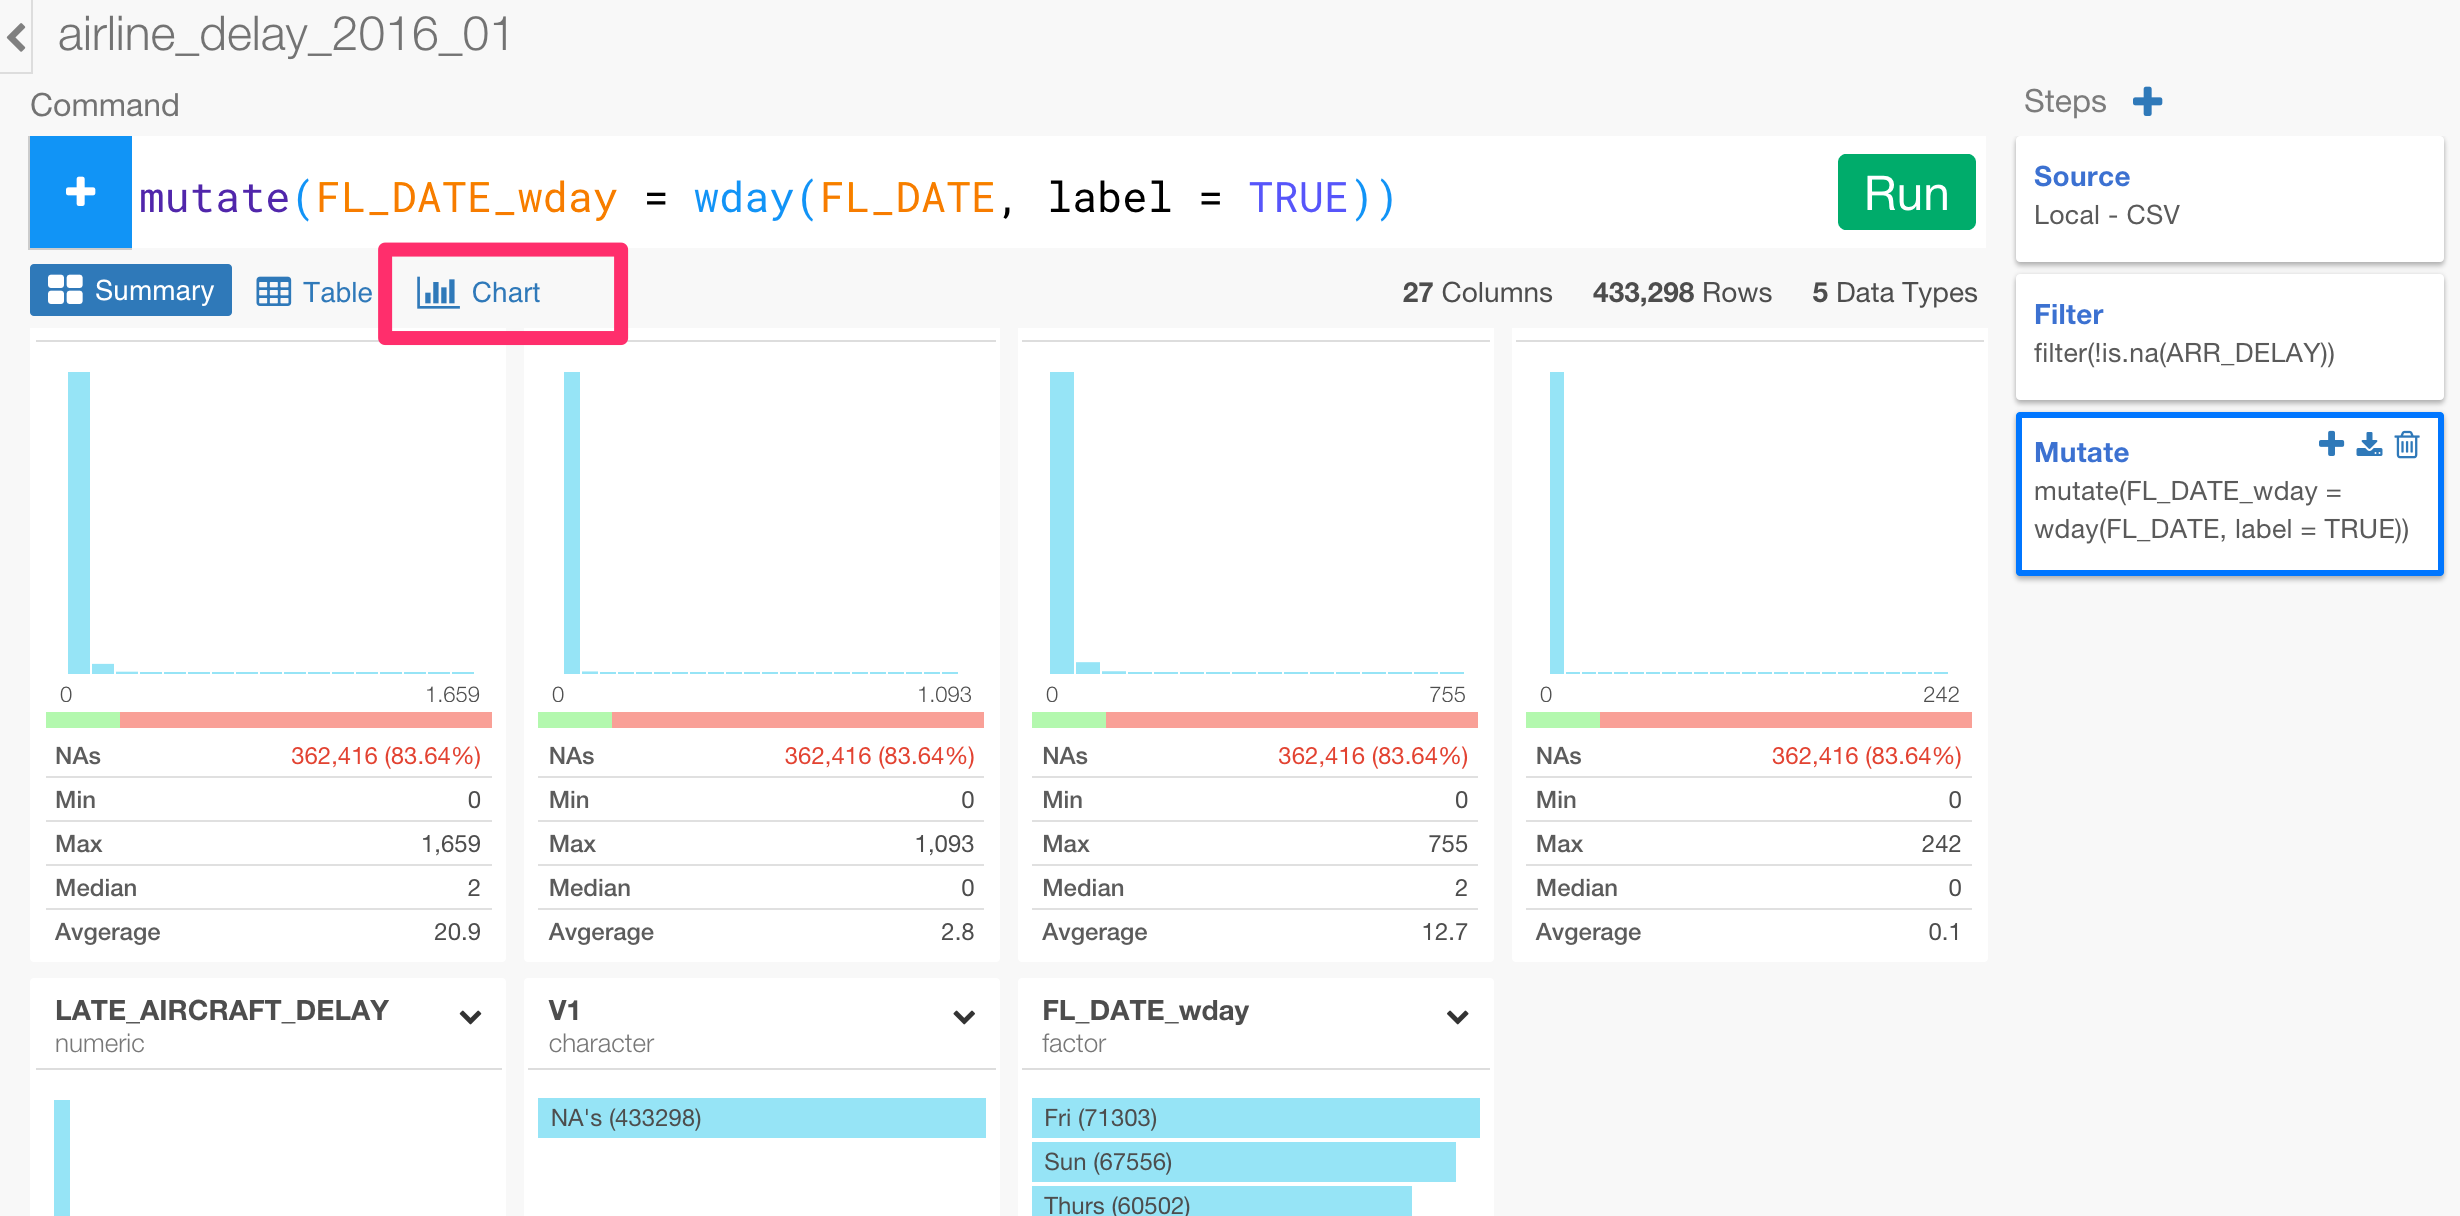 airline_delay_2016_01
Command
mutate(FL_DATE_wday = wday(FL_DATE, label = TRUE))
Run
Summary Table Chart
27 Columns 433,298 Rows 5 Data Types
0 1.659
NAs 362,416 (83.64%)
Min 0
Max 1,659
Median 2
Avgerage 20.9
0 1.093
NAs 362,416 (83.64%)
Min 0
Max 1,093
Median 0
Avgerage 2.8
0 755
NAs 362,416 (83.64%)
Min 0
Max 755
Median 2
Avgerage 12.7
0 242
NAs 362,416 (83.64%)
Min 0
Max 242
Median 0
Avgerage 0.1
LATE_AIRCRAFT_DELAY
numeric
V1
character
NA's (433298)
FL_DATE_wday
factor
Fri (71303)
Sun (67556)
Thurs (60502)
Steps
Source
Local - CSV
Filter
filter(!is.na(ARR_DELAY))
Mutate
mutate(FL_DATE_wday =
wday(FL_DATE, label = TRUE))